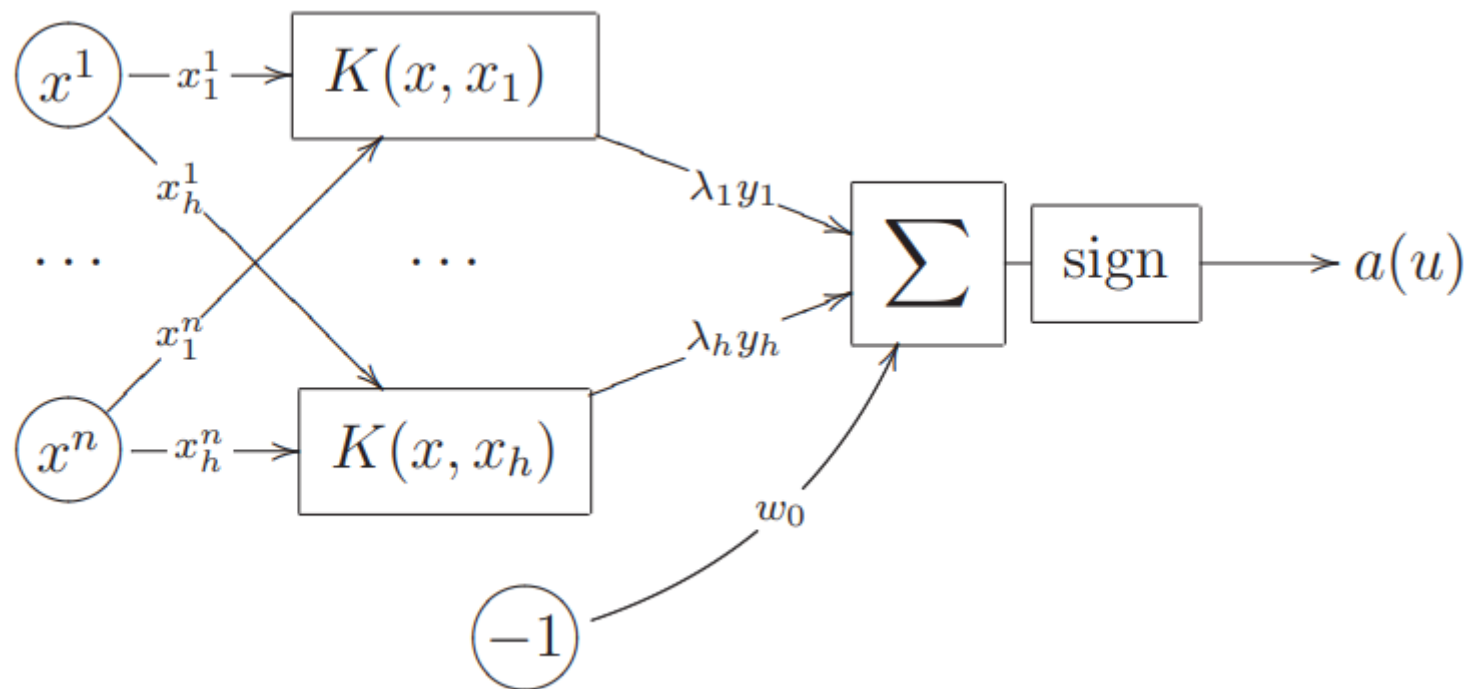 x^1 x_1^1 K(x, x_1)
x_h^1 λ_1 y_1
... ... ∑ sign a(u)
x_1^n λ_h y_h
x^n x_h^n K(x, x_h)
w_0
−1